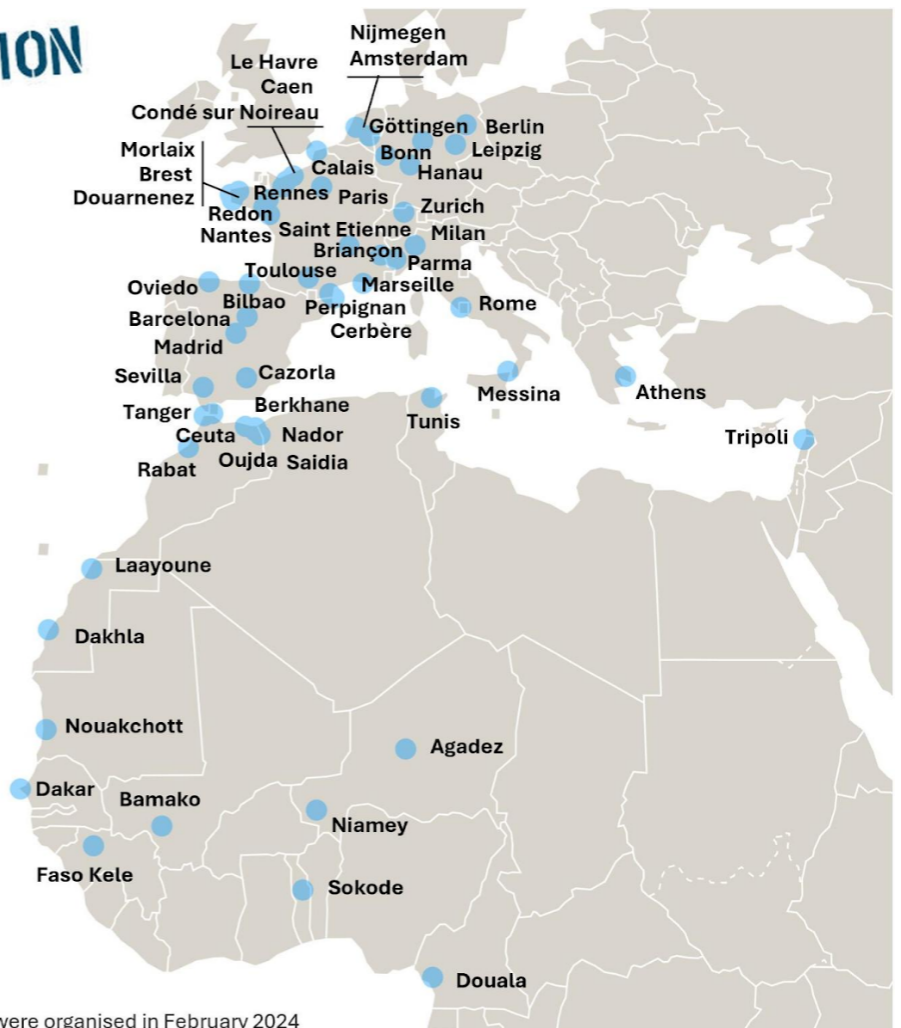 ION
Nijmegen
Amsterdam
Le Havre
Caen
Condé sur Noireau
Morlaix
Brest
Douarnenez
Göttingen
Berlin
Bonn
Leipzig
Calais
Hanau
Rennes
Paris
Redon
Zurich
Nantes
Saint Etienne
Milan
Briançon
Parma
Toulouse
Marseille
Oviedo
Bilbao
Perpignan
Cerbère
Rome
Barcelona
Madrid
Sevilla
Cazorla
Messina
Athens
Tanger
Berkhane
Tunis
Ceuta
Nador
Tripoli
Rabat
Oujda
Saidia
Laayoune
Dakhla
Nouakchott
Agadez
Dakar
Bamako
Niamey
Faso Kele
Sokode
Douala
were organised in February 2024